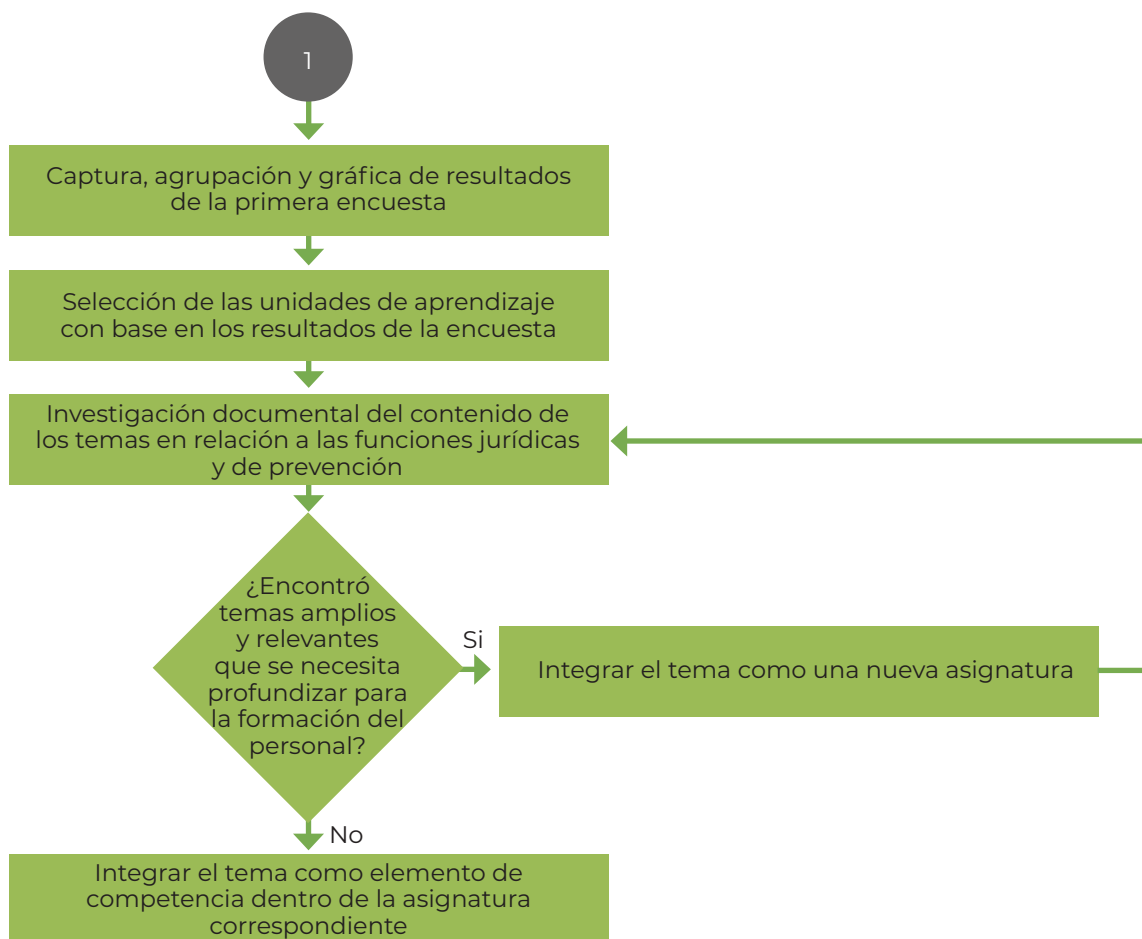 1
Captura, agrupación y gráfica de resultados
de la primera encuesta
Selección de las unidades de aprendizaje
con base en los resultados de la encuesta
Investigación documental del contenido de
los temas en relación a las funciones jurídicas
y de prevención
¿Encontró
temas amplios
y relevantes
que se necesita
profundizar para
la formación del
personal?
Si
Integrar el tema como una nueva asignatura
No
Integrar el tema como elemento de
competencia dentro de la asignatura
correspondiente